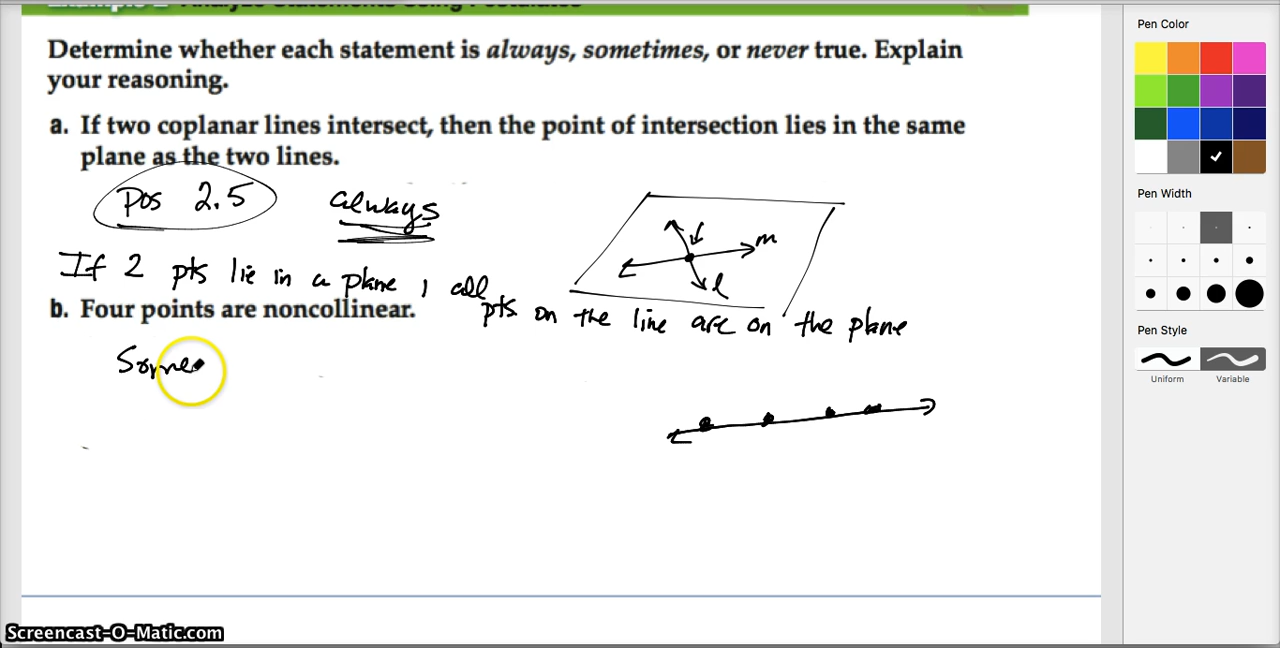 Determine whether each statement is always, sometimes, or never true. Explain
your reasoning.
a. If two coplanar lines intersect, then the point of intersection lies in the same
plane as the two lines.
Pos 2.5
always
m
l
If 2 pts lie in a plane, all
pts on the line are on the plane
b. Four points are noncollinear.
Some
Pen Color
Pen Width
Pen Style
Uniform
Variable
Screencast-O-Matic.com